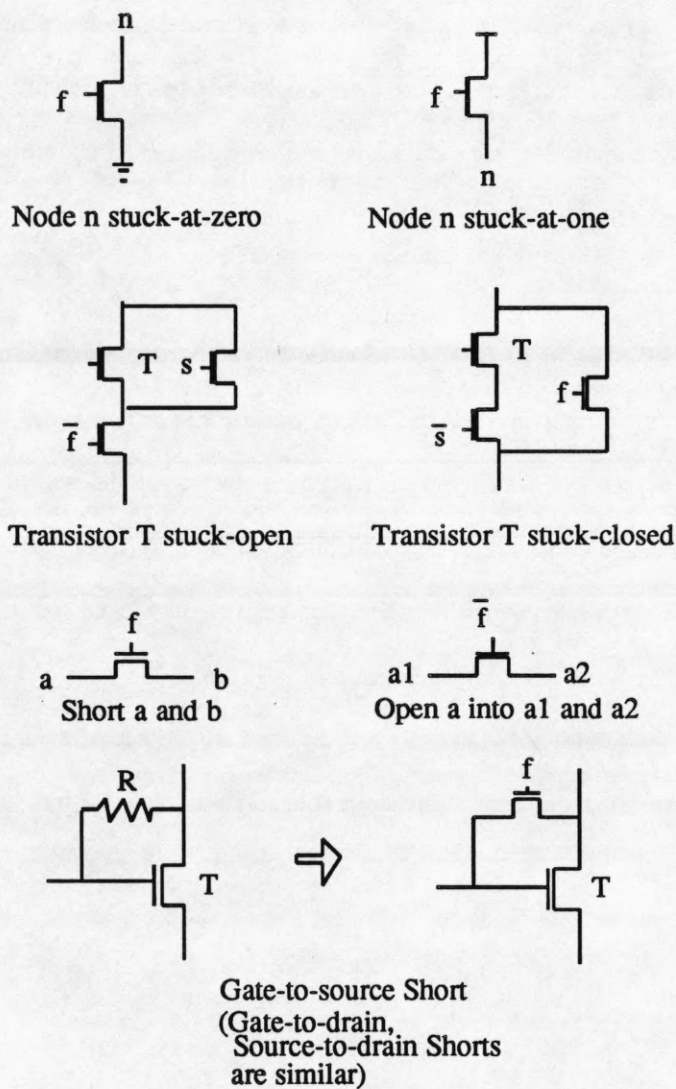 n
f
f
n
Node n stuck-at-zero
Node n stuck-at-one
T
s
f̅
T
f
s̅
Transistor T stuck-open
Transistor T stuck-closed
f
a
b
Short a and b
f̅
a1
a2
Open a into a1 and a2
R
T
f
T
Gate-to-source Short
(Gate-to-drain,
Source-to-drain Shorts
are similar)